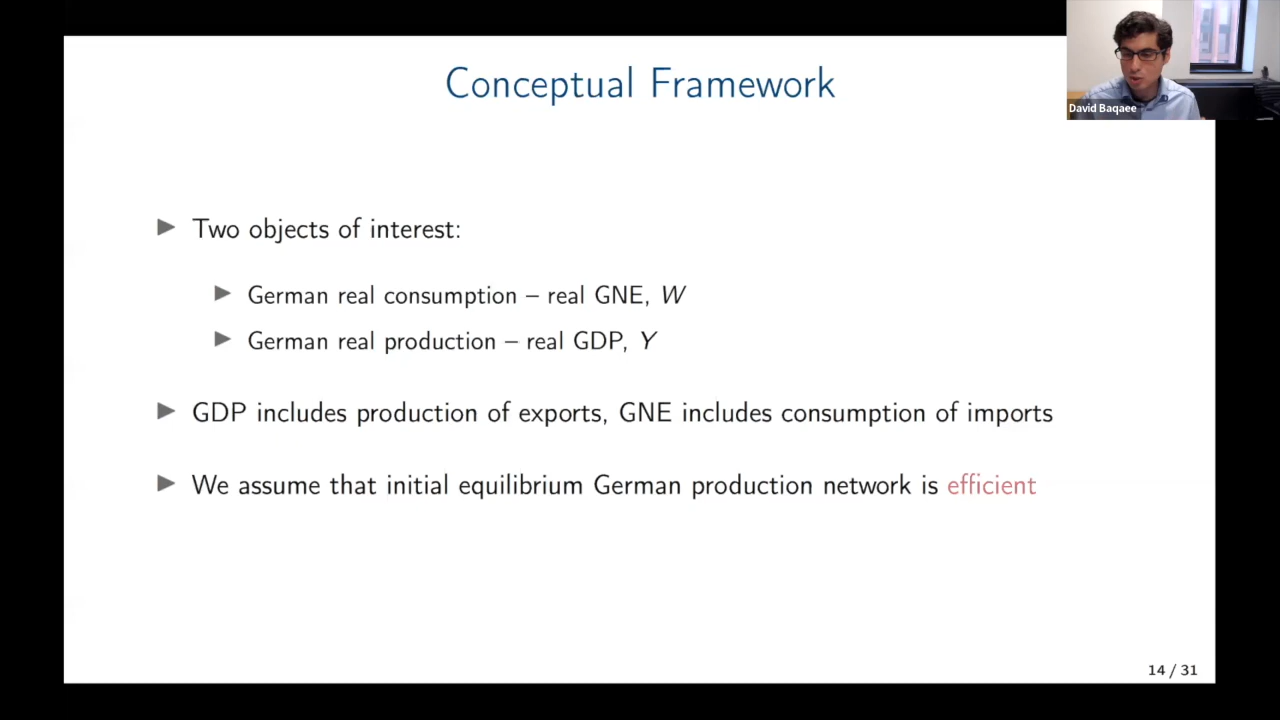 Conceptual Framework
David Baqaee
▶ Two objects of interest:
▶ German real consumption – real GNE, W
▶ German real production – real GDP, Y
▶ GDP includes production of exports, GNE includes consumption of imports
▶ We assume that initial equilibrium German production network is efficient
14 / 31